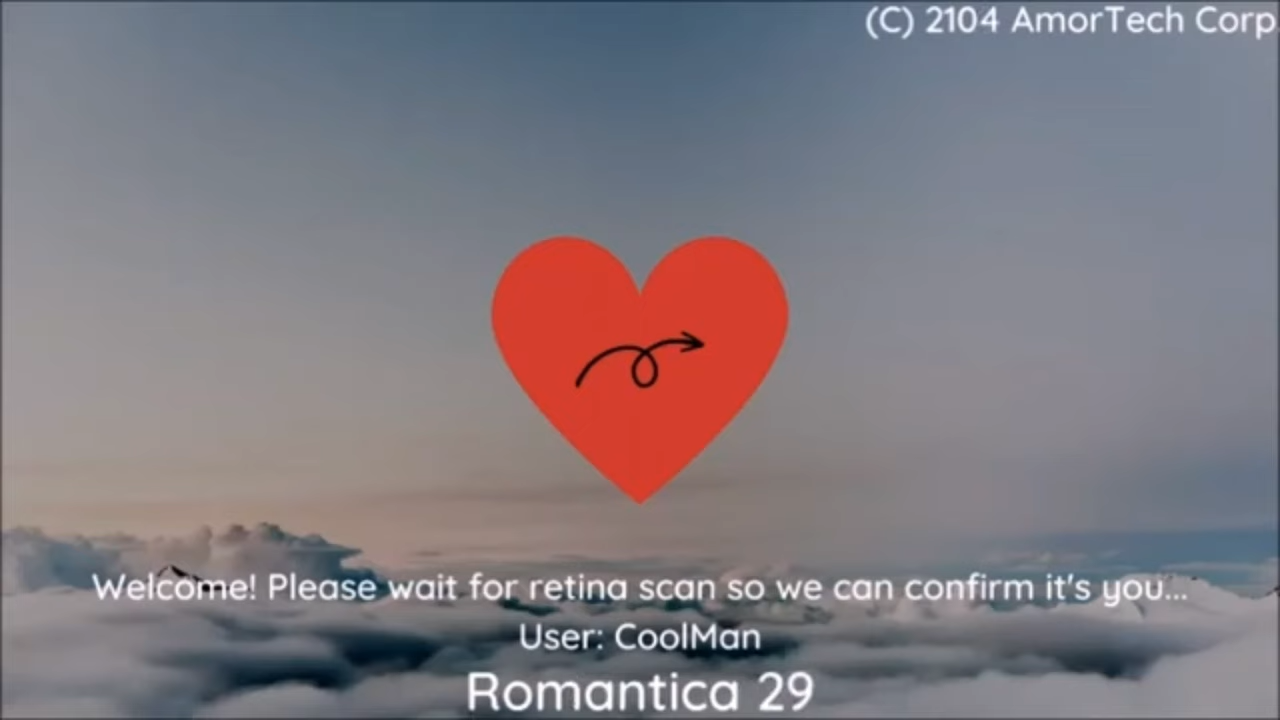 (C) 2104 AmorTech Corp
Welcome! Please wait for retina scan so we can confirm it's you...
User: CoolMan
Romantica 29